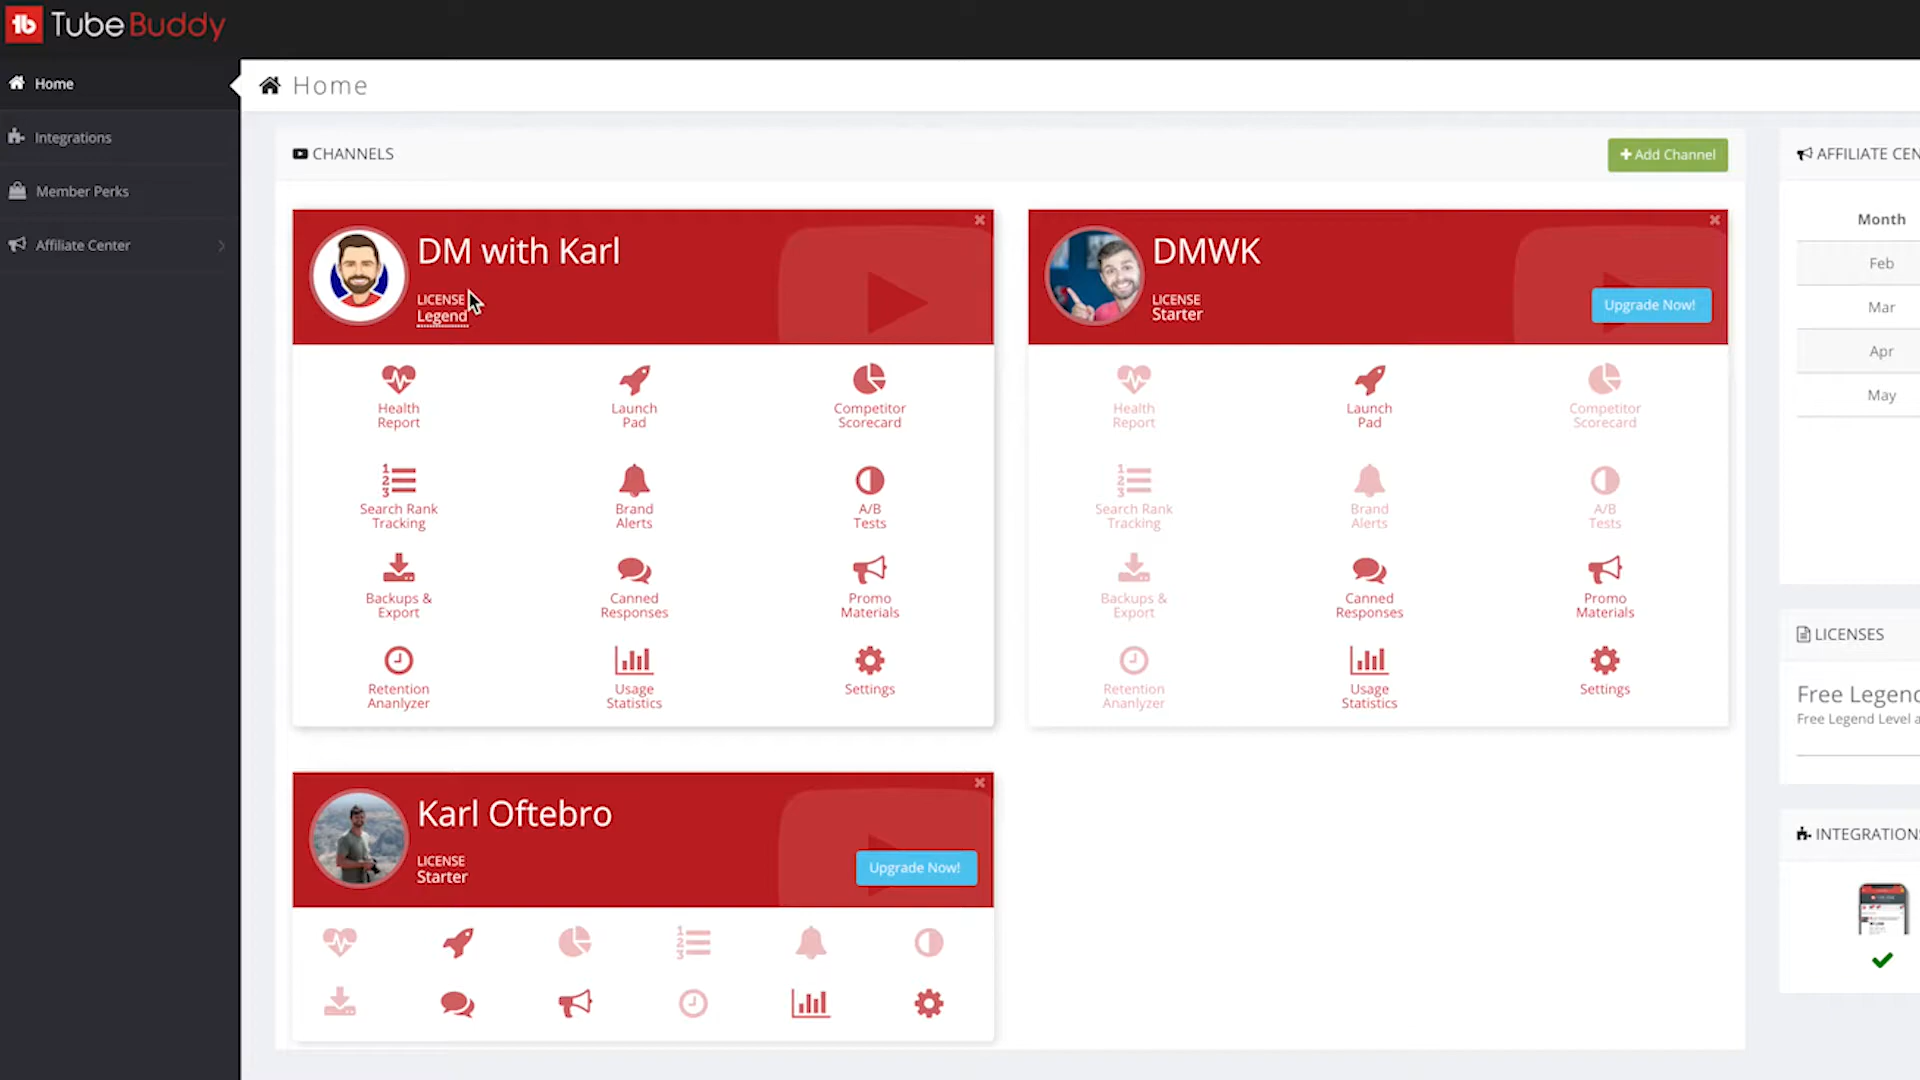 tb TubeBuddy
Home
Integrations
Member Perks
Affiliate Center
Home
CHANNELS
+ Add Channel
DM with Karl
LICENSE
Legend
Health
Report
Launch
Pad
Competitor
Scorecard
Search Rank
Tracking
Brand
Alerts
A/B
Tests
Backups &
Export
Canned
Responses
Promo
Materials
Retention
Ananlyzer
Usage
Statistics
Settings
DMWK
LICENSE
Starter
Upgrade Now!
Health
Report
Launch
Pad
Competitor
Scorecard
Search Rank
Tracking
Brand
Alerts
A/B
Tests
Backups &
Export
Canned
Responses
Promo
Materials
Retention
Ananlyzer
Usage
Statistics
Settings
Karl Oftebro
LICENSE
Starter
Upgrade Now!
AFFILIATE CEN
Month
Feb
Mar
Apr
May
LICENSES
Free Legend
Free Legend Level a
INTEGRATIONS